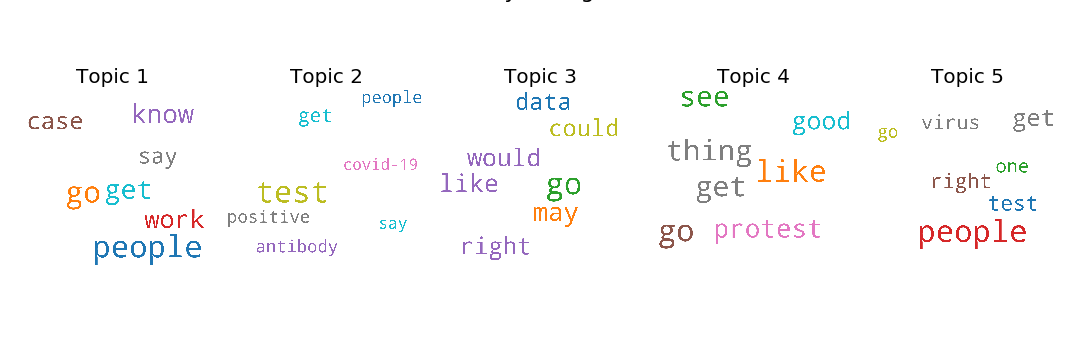 Topic 1 Topic 2 Topic 3 Topic 4 Topic 5
case know
say
go get
work
people
people
get
covid-19
test
positive say
antibody
data
could
would
like go
may
right
see
good
thing
like
get
go protest
virus get
go
one
right
test
people